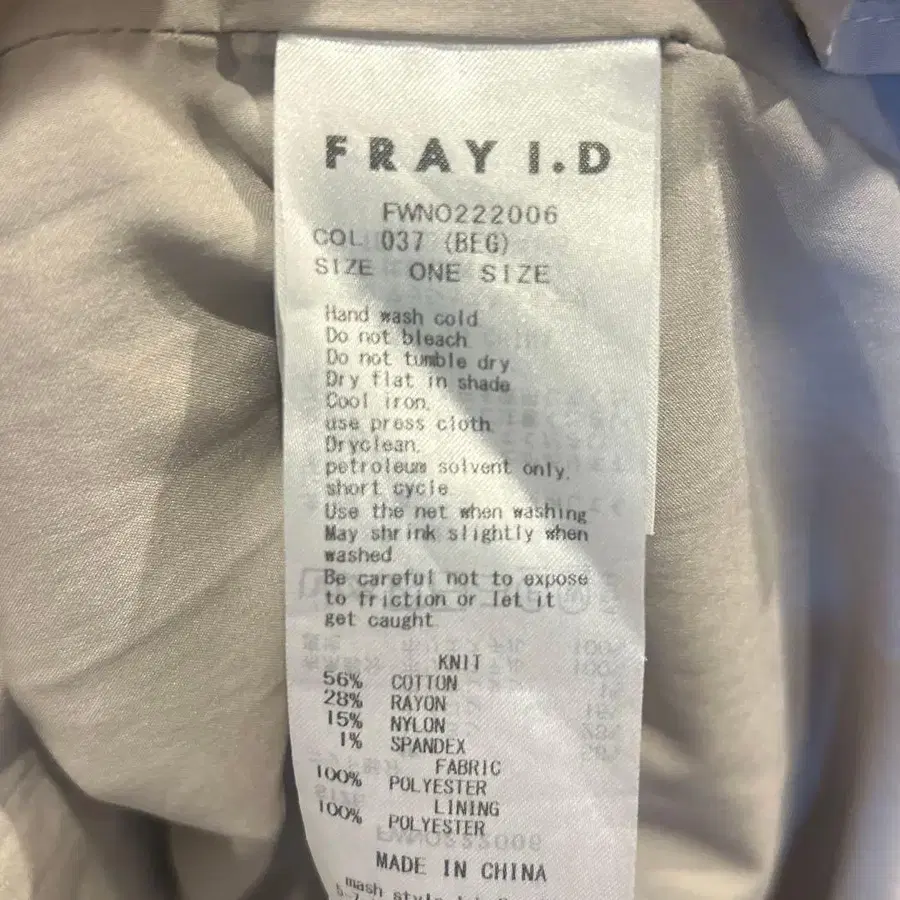 FRAY I.D
FWNO222006
COL 037 (BEG)
SIZE ONE SIZE
Hand wash cold
Do not bleach
Do not tumble dry
Dry flat in shade
Cool iron,
use press cloth
Dryclean,
petroleum solvent only,
short cycle
Use the net when washing
May shrink slightly when
washed
Be careful not to expose
to friction or let it
get caught
KNIT
56% COTTON
28% RAYON
15% NYLON
1% SPANDEX
FABRIC
100% POLYESTER
LINING
100% POLYESTER
MADE IN CHINA
mash